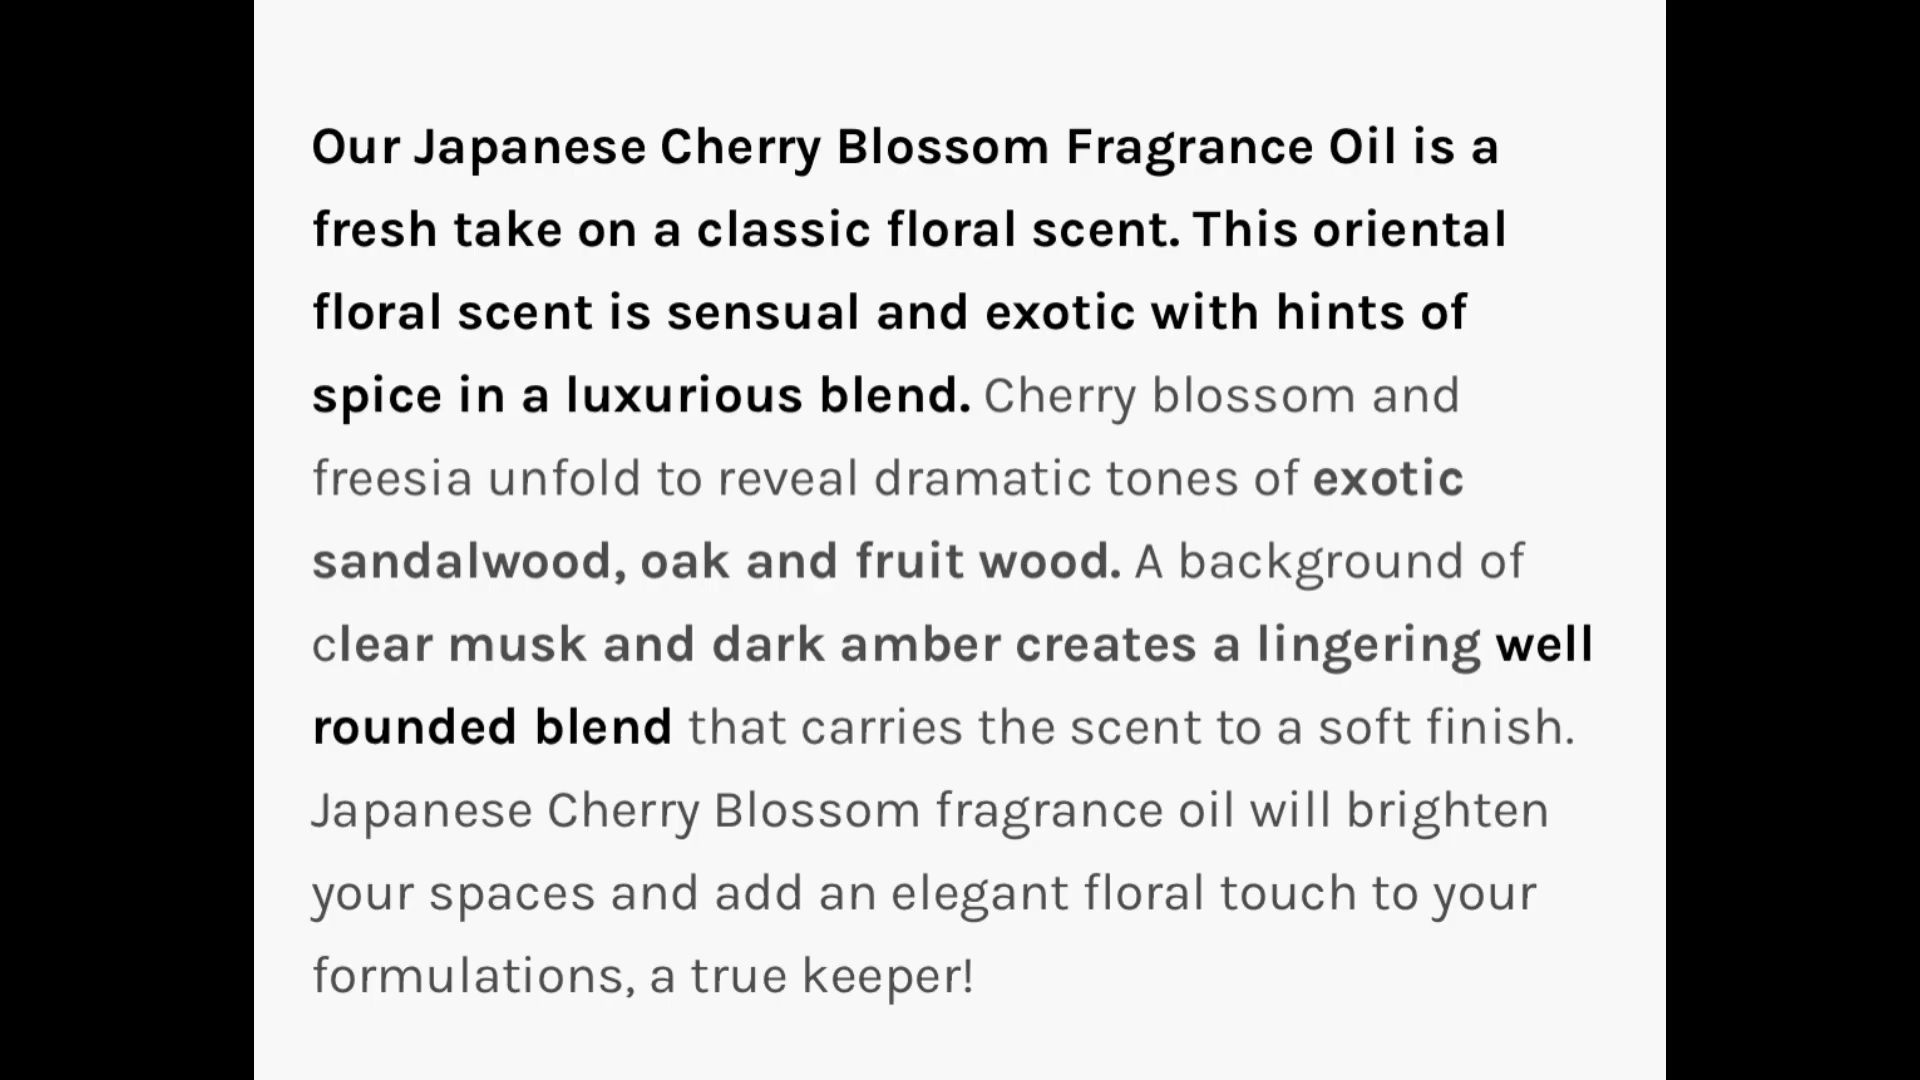 Our Japanese Cherry Blossom Fragrance Oil is a
fresh take on a classic floral scent. This oriental
floral scent is sensual and exotic with hints of
spice in a luxurious blend. Cherry blossom and
freesia unfold to reveal dramatic tones of exotic
sandalwood, oak and fruit wood. A background of
clear musk and dark amber creates a lingering well
rounded blend that carries the scent to a soft finish.
Japanese Cherry Blossom fragrance oil will brighten
your spaces and add an elegant floral touch to your
formulations, a true keeper!